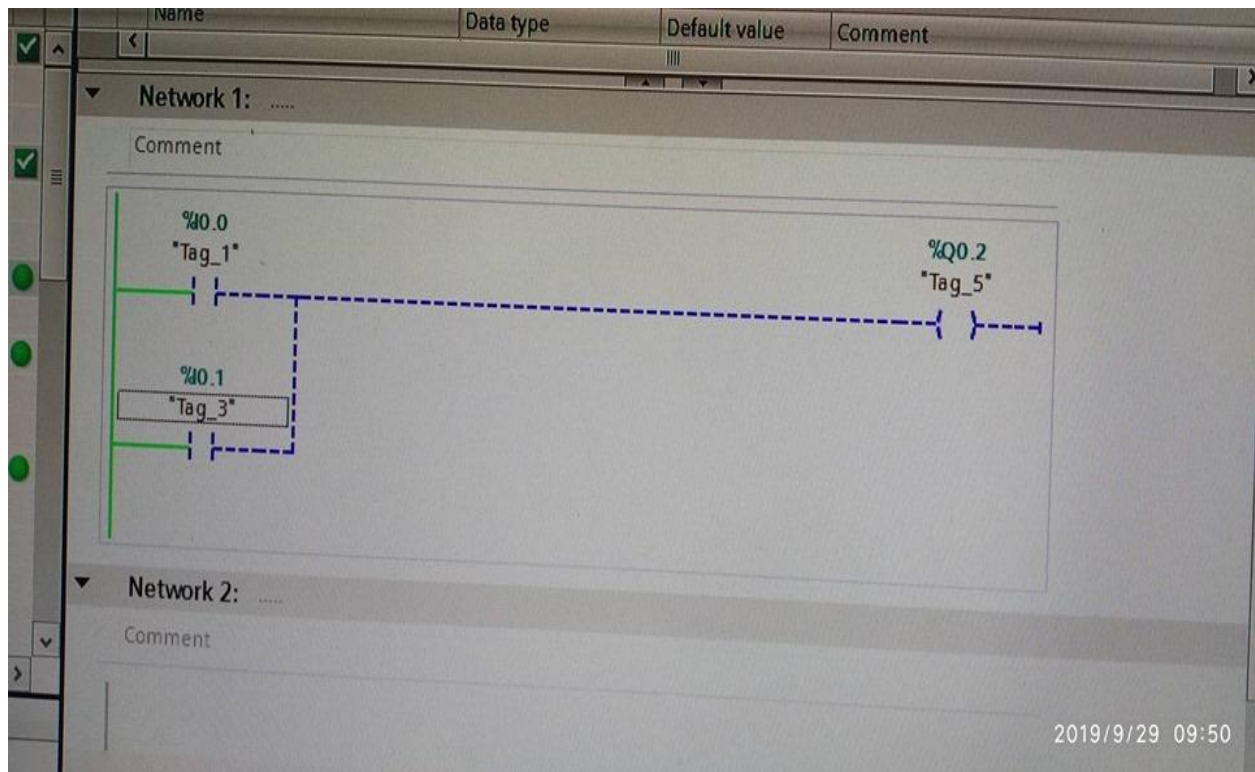 Name Data type Default value Comment
Network 1: .....
Comment
%I0.0
"Tag_1"
%Q0.2
"Tag_5"
%I0.1
"Tag_3"
Network 2: .....
Comment
2019/9/29 09:50